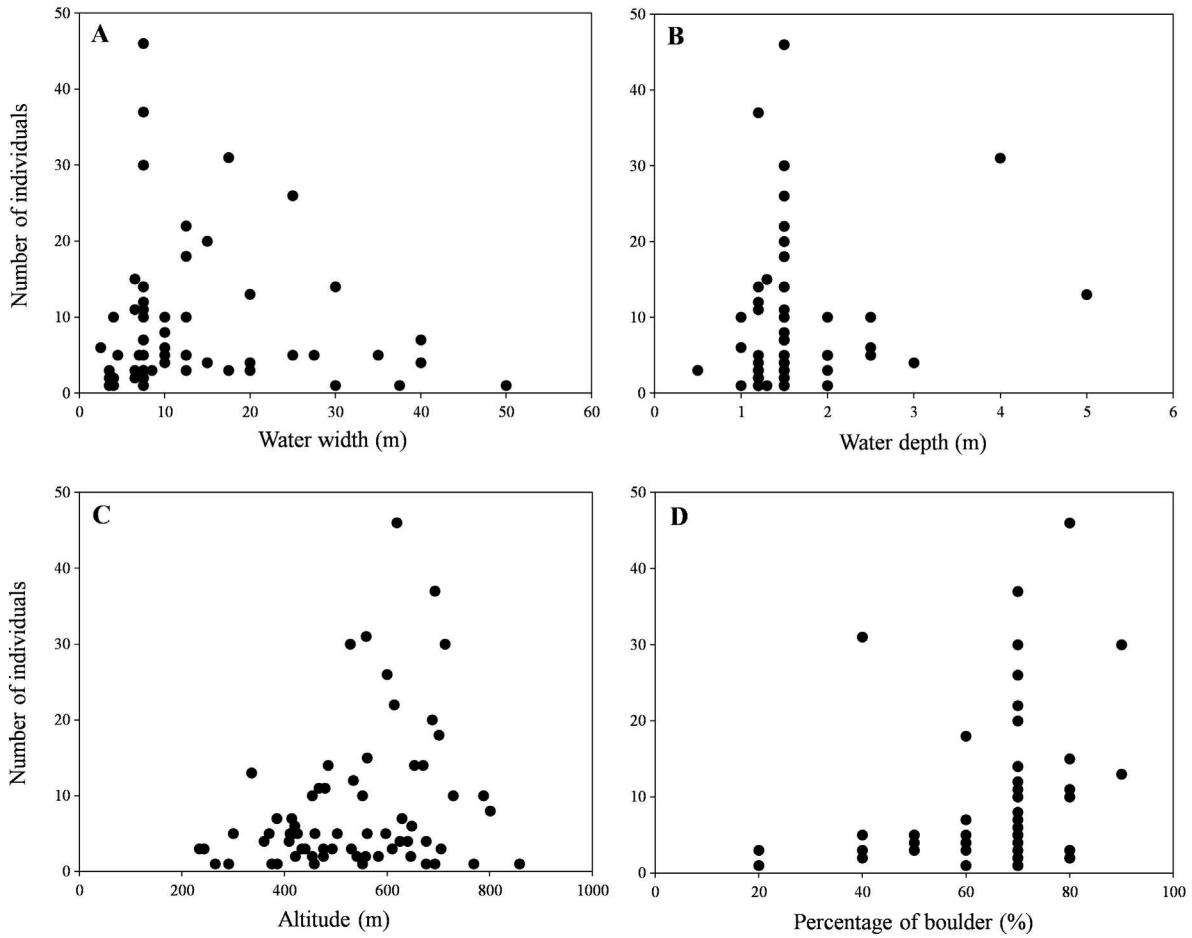 A
50
40
30
20
10
0
Number of individuals
0 10 20 30 40 50 60
Water width (m)
B
50
40
30
20
10
0
0 1 2 3 4 5 6
Water depth (m)
C
50
40
30
20
10
0
Number of individuals
0 200 400 600 800 1000
Altitude (m)
D
50
40
30
20
10
0
0 20 40 60 80 100
Percentage of boulder (%)